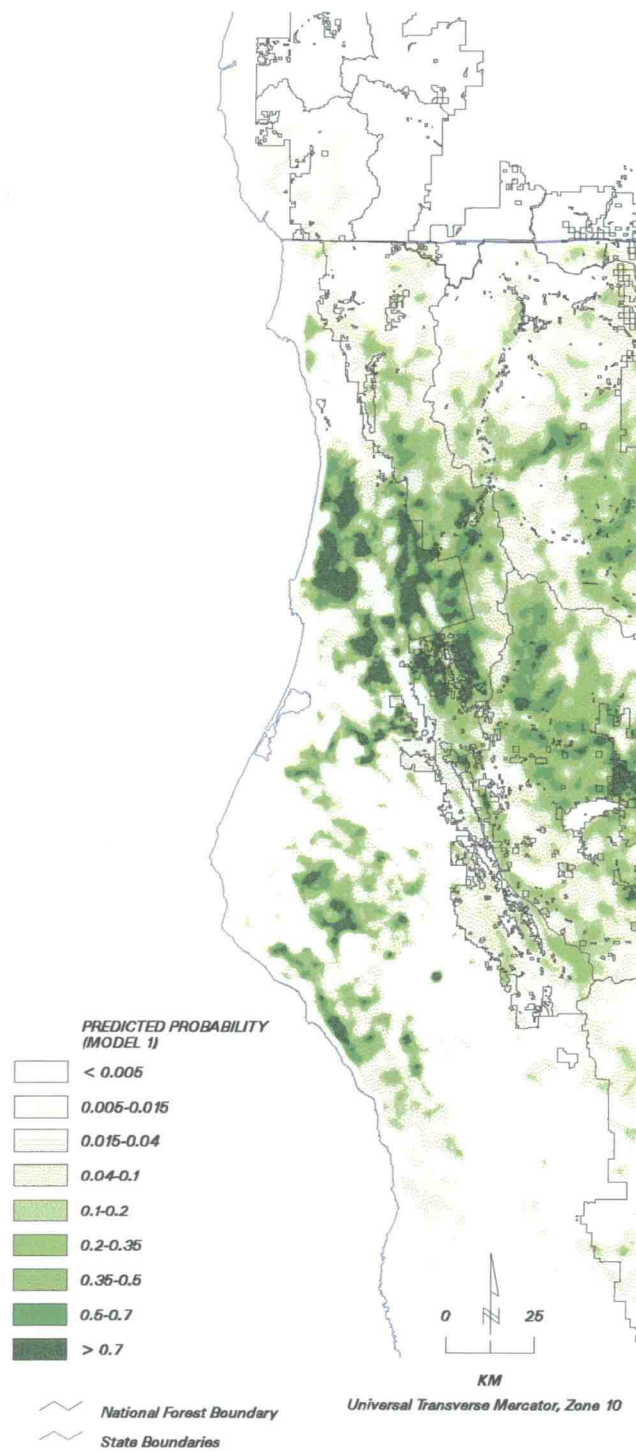 PREDICTED PROBABILITY
(MODEL 1)
< 0.005
0.005-0.015
0.015-0.04
0.04-0.1
0.1-0.2
0.2-0.35
0.35-0.5
0.5-0.7
> 0.7
National Forest Boundary
State Boundaries
N
0 25
KM
Universal Transverse Mercator, Zone 10